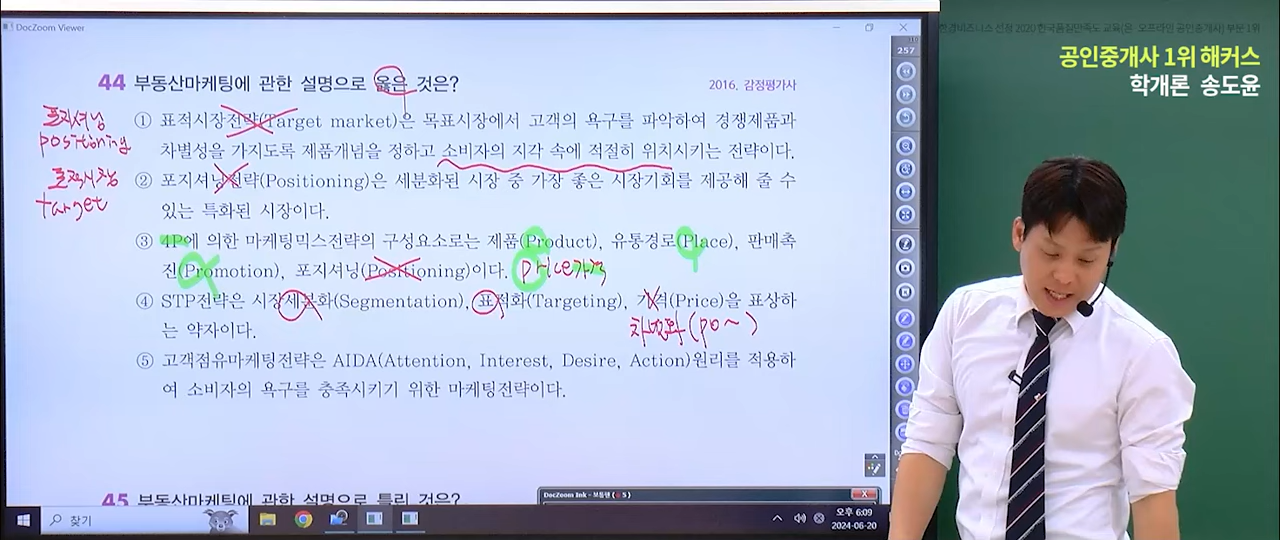 DocZoom Viewer
한경비즈니스 선정 2020 한국품질만족도 교육(온·오프라인 공인중개사) 부문 1위
공인중개사 1위 해커스
학개론 송도윤
257
44 부동산마케팅에 관한 설명으로 옳은 것은?
2016. 감정평가사
포지셔닝
positioning
① 표적시장전략(Target market)은 목표시장에서 고객의 욕구를 파악하여 경쟁제품과
차별성을 가지도록 제품개념을 정하고 소비자의 지각 속에 적절히 위치시키는 전략이다.
표적시장
target
② 포지셔닝전략(Positioning)은 세분화된 시장 중 가장 좋은 시장기회를 제공해 줄 수
있는 특화된 시장이다.
③ 4P에 의한 마케팅믹스전략의 구성요소로는 제품(Product), 유통경로(Place), 판매촉
진(Promotion), 포지셔닝(Positioning)이다. price가격
④ STP전략은 시장세분화(Segmentation), 표적화(Targeting), 가격(Price)을 표상하
는 약자이다.
차별화(po~)
⑤ 고객점유마케팅전략은 AIDA(Attention, Interest, Desire, Action)원리를 적용하
여 소비자의 욕구를 충족시키기 위한 마케팅전략이다.
45 부동산마케팅에 관한 설명으로 틀린 것은?
DocZoom Ink - 보통펜 ( 5 )
찾기
오후 6:09
2024-06-20